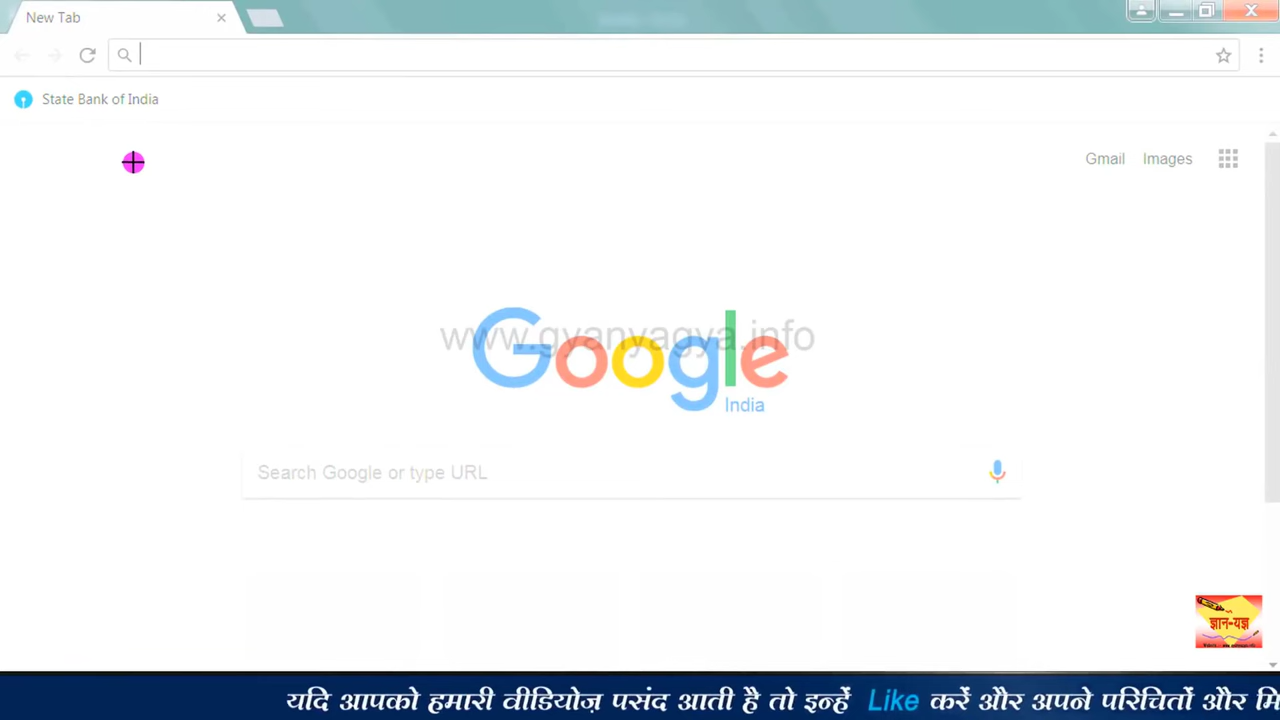 New Tab
State Bank of India
Gmail Images
www.gyanyagya.info
Google
India
Search Google or type URL
ज्ञान-यज्ञ
यदि आपको हमारी वीडियोज़ पसंद आती है तो इन्हें Like करें और अपने परिचितों और मि